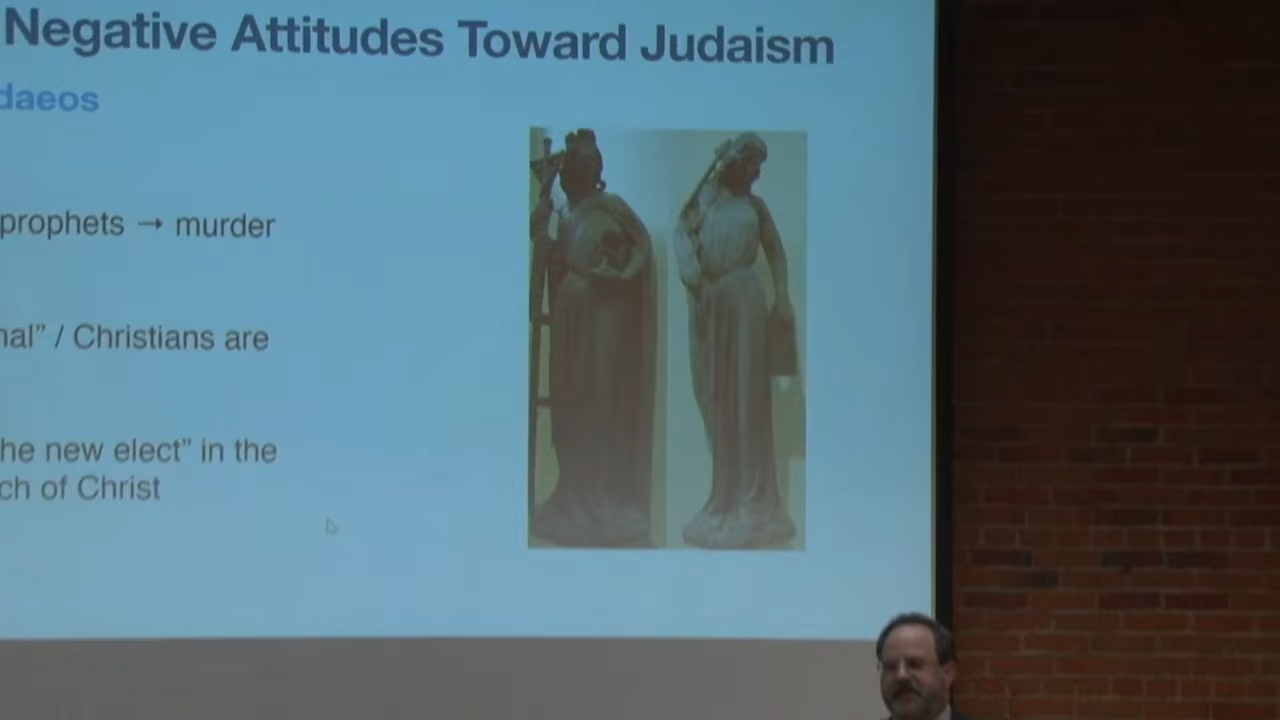 Negative Attitudes Toward Judaism
daeos
prophets → murder
nal” / Christians are
he new elect” in the
ch of Christ